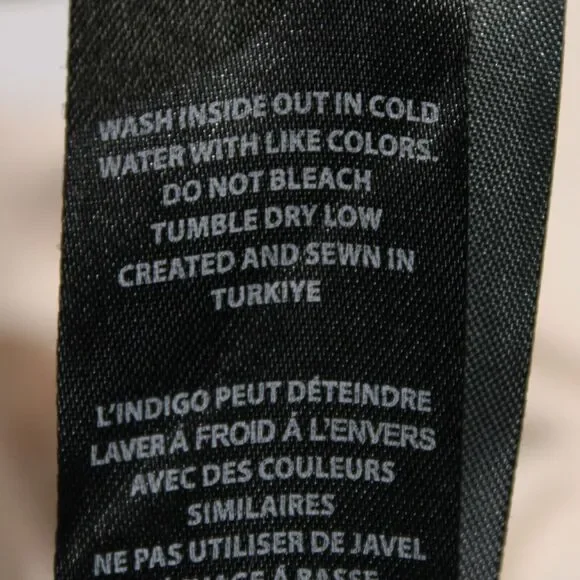 WASH INSIDE OUT IN COLD
WATER WITH LIKE COLORS.
DO NOT BLEACH
TUMBLE DRY LOW
CREATED AND SEWN IN
TURKIYE
L'INDIGO PEUT DÉTEINDRE
LAVER Á FROID Á L'ENVERS
AVEC DES COULEURS
SIMILAIRES
NE PAS UTILISER DE JAVEL